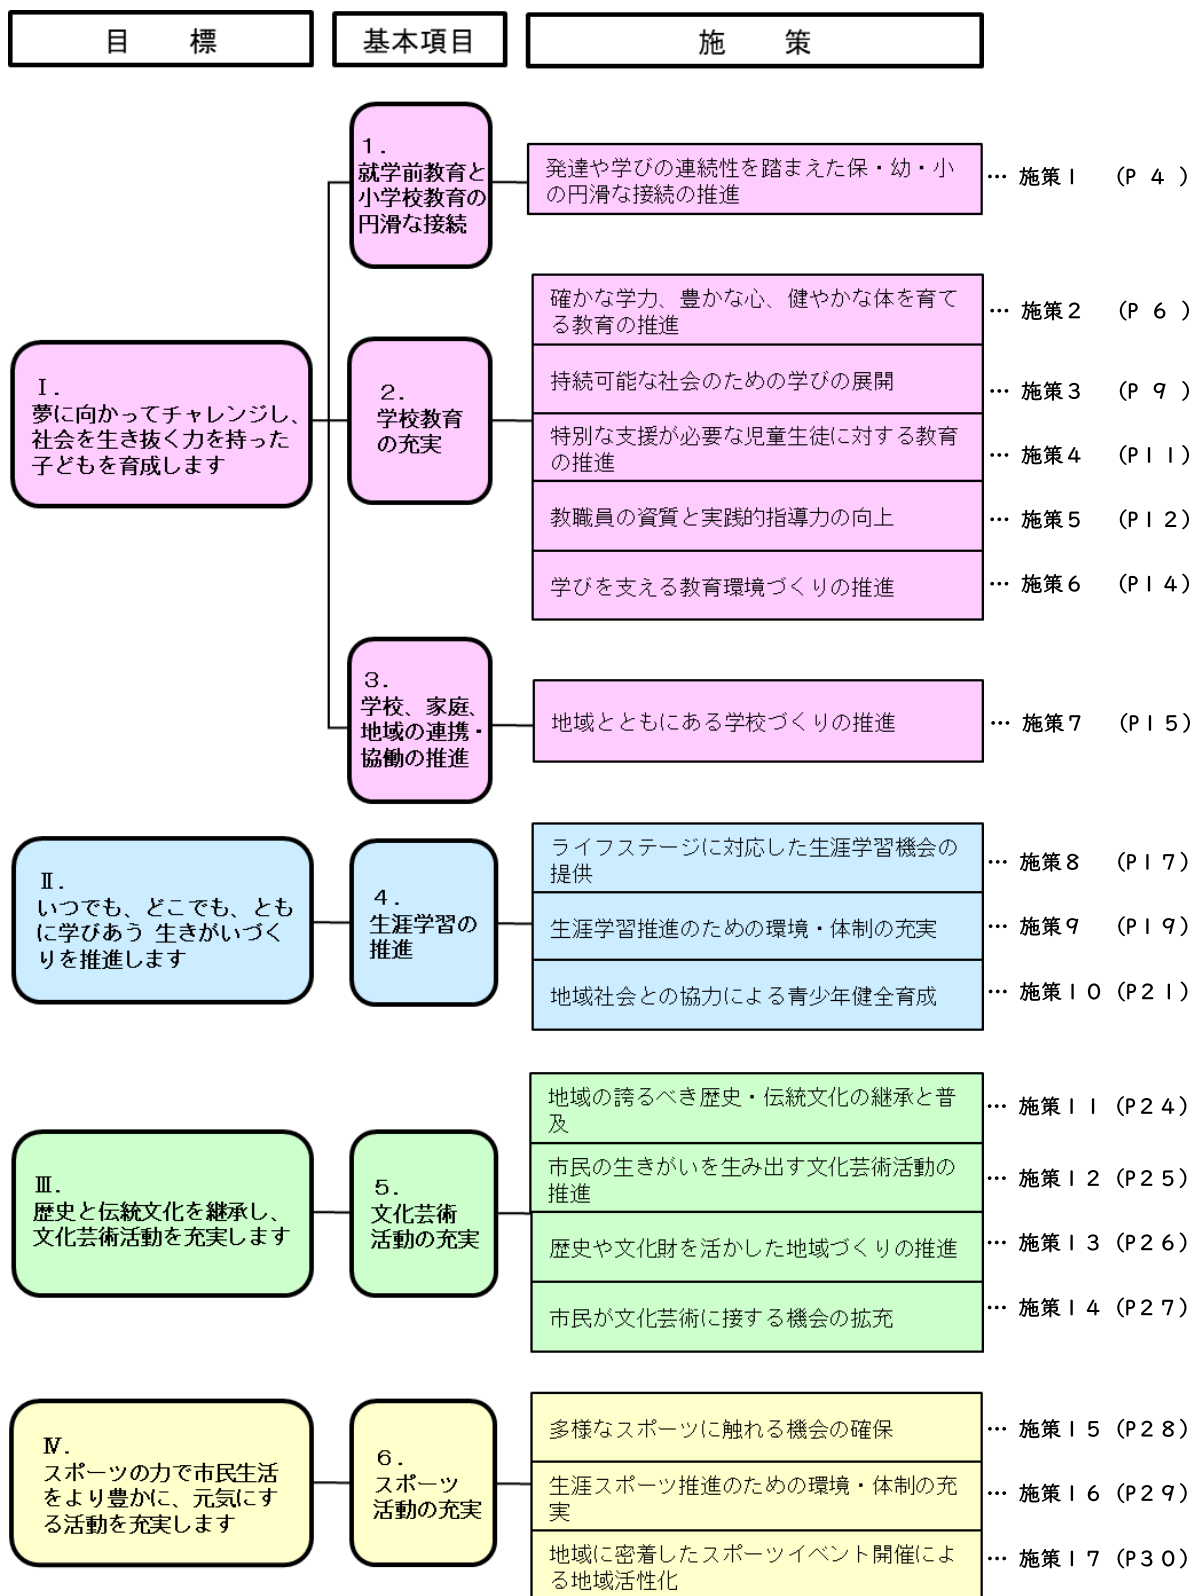 目　標
基本項目
施　策
Ⅰ．
夢に向かってチャレンジし、
社会を生き抜く力を持った
子どもを育成します
１．
就学前教育と
小学校教育の
円滑な接続
発達や学びの連続性を踏まえた保・幼・小
の円滑な接続の推進
… 施策１ （Ｐ ４ ）
２．
学校教育
の充実
確かな学力、豊かな心、健やかな体を育て
る教育の推進
… 施策２ （Ｐ ６ ）
持続可能な社会のための学びの展開
… 施策３ （Ｐ ９ ）
特別な支援が必要な児童生徒に対する教育
の推進
… 施策４ （Ｐ１１）
教職員の資質と実践的指導力の向上
… 施策５ （Ｐ１２）
学びを支える教育環境づくりの推進
… 施策６ （Ｐ１４）
３．
学校、家庭、
地域の連携・
協働の推進
地域とともにある学校づくりの推進
… 施策７ （Ｐ１５）
Ⅱ．
いつでも、どこでも、とも
に学びあう 生きがいづく
りを推進します
４．
生涯学習の
推進
ライフステージに対応した生涯学習機会の
提供
… 施策８ （Ｐ１７）
生涯学習推進のための環境・体制の充実
… 施策９ （Ｐ１９）
地域社会との協力による青少年健全育成
… 施策１０ （Ｐ２１）
Ⅲ．
歴史と伝統文化を継承し、
文化芸術活動を充実します
５．
文化芸術
活動の充実
地域の誇るべき歴史・伝統文化の継承と普
及
… 施策１１ （Ｐ２４）
市民の生きがいを生み出す文化芸術活動の
推進
… 施策１２ （Ｐ２５）
歴史や文化財を活かした地域づくりの推進
… 施策１３ （Ｐ２６）
市民が文化芸術に接する機会の拡充
… 施策１４ （Ｐ２７）
Ⅳ．
スポーツの力で市民生活
をより豊かに、元気にす
る活動を充実します
６．
スポーツ
活動の充実
多様なスポーツに触れる機会の確保
… 施策１５ （Ｐ２８）
生涯スポーツ推進のための環境・体制の充
実
… 施策１６ （Ｐ２９）
地域に密着したスポーツイベント開催によ
る地域活性化
… 施策１７ （Ｐ３０）